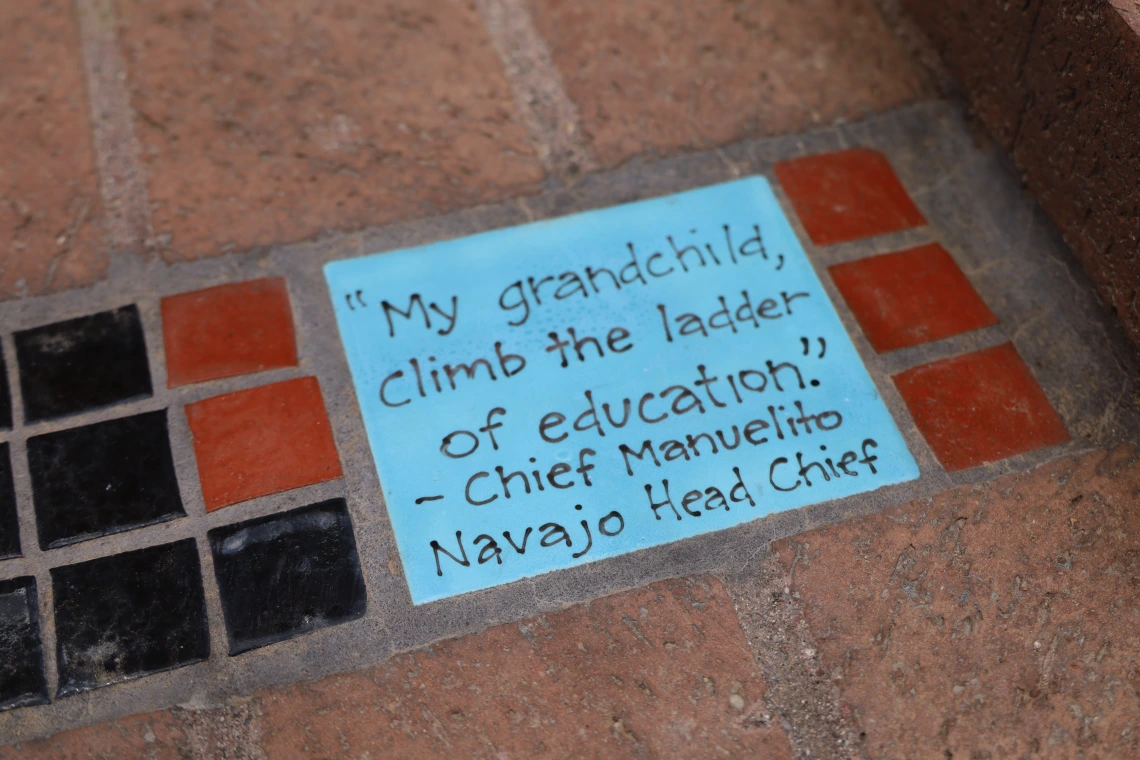 "My grandchild,
climb the ladder
of education."
- Chief Manuelito
Navajo Head Chief